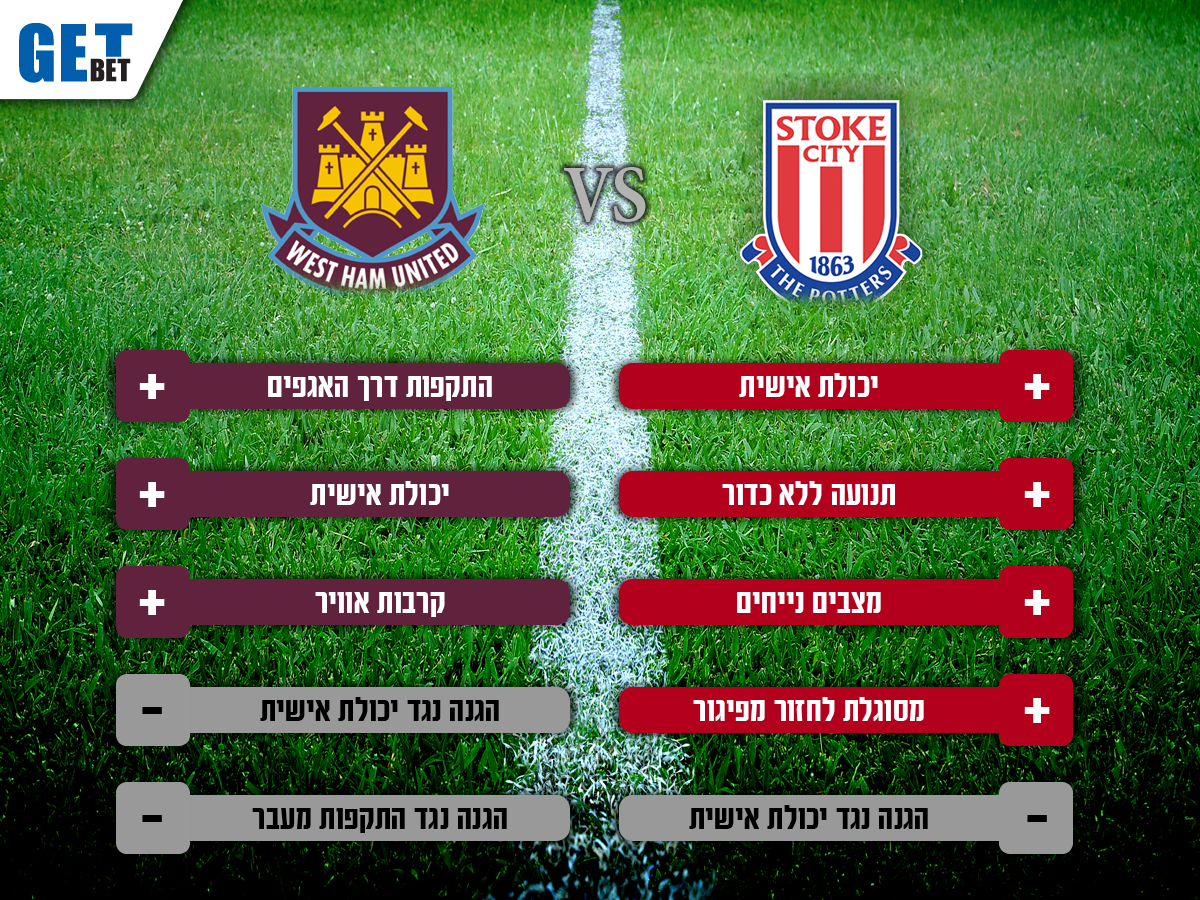 GET
BET
STOKE
CITY
1863
THE POTTERS
VS
WEST HAM UNITED
+ יכולת אישית
התקפות דרך האגפים +
+ תנועה ללא כדור
יכולת אישית +
+ מצבים נייחים
קרבות אוויר +
+ מסוגלת לחזור מפיגור
הגנה נגד יכולת אישית -
- הגנה נגד יכולת אישית
הגנה נגד התקפות מעבר -